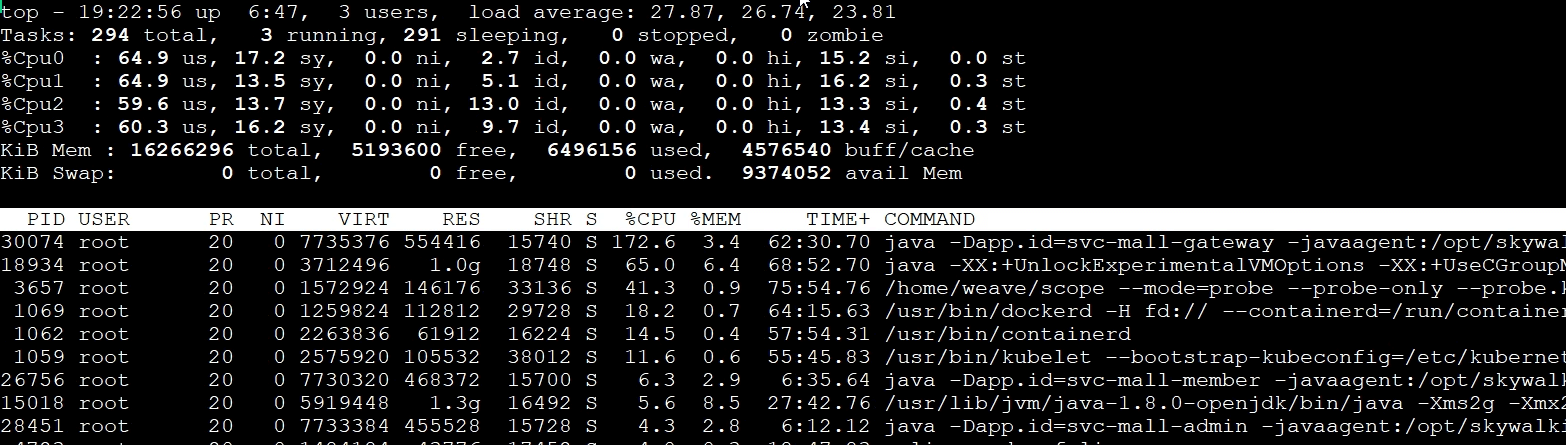 top - 19:22:56 up  6:47,  3 users,  load average: 27.87, 26.74, 23.81
Tasks: 294 total,   3 running, 291 sleeping,   0 stopped,   0 zombie
%Cpu0  : 64.9 us, 17.2 sy,  0.0 ni,  2.7 id,  0.0 wa,  0.0 hi, 15.2 si,  0.0 st
%Cpu1  : 64.9 us, 13.5 sy,  0.0 ni,  5.1 id,  0.0 wa,  0.0 hi, 16.2 si,  0.3 st
%Cpu2  : 59.6 us, 13.7 sy,  0.0 ni, 13.0 id,  0.0 wa,  0.0 hi, 13.3 si,  0.4 st
%Cpu3  : 60.3 us, 16.2 sy,  0.0 ni,  9.7 id,  0.0 wa,  0.0 hi, 13.4 si,  0.3 st
KiB Mem : 16266296 total,  5193600 free,  6496156 used,  4576540 buff/cache
KiB Swap:        0 total,        0 free,        0 used.  9374052 avail Mem
PID USER      PR  NI    VIRT    RES    SHR S  %CPU %MEM     TIME+ COMMAND
30074 root      20   0 7735376 554416  15740 S 172.6  3.4  62:30.70 java -Dapp.id=svc-mall-gateway -javaagent:/opt/skywal
18934 root      20   0 3712496   1.0g  18748 S  65.0  6.4  68:52.70 java -XX:+UnlockExperimentalVMOptions -XX:+UseCGroupM
3657 root      20   0 1572924 146176  33136 S  41.3  0.9  75:54.76 /home/weave/scope --mode=probe --probe-only --probe.k
1069 root      20   0 1259824 112812  29728 S  18.2  0.7  64:15.63 /usr/bin/dockerd -H fd:// --containerd=/run/container
1062 root      20   0 2263836  61912  16224 S  14.5  0.4  57:54.31 /usr/bin/containerd
1059 root      20   0 2575920 105532  38012 S  11.6  0.6  55:45.83 /usr/bin/kubelet --bootstrap-kubeconfig=/etc/kubernet
26756 root      20   0 7730320 468372  15700 S   6.3  2.9   6:35.64 java -Dapp.id=svc-mall-member -javaagent:/opt/skywalk
15018 root      20   0 5919448   1.3g  16492 S   5.6  8.5  27:42.76 /usr/lib/jvm/java-1.8.0-openjdk/bin/java -Xms2g -Xmx2
28451 root      20   0 7733384 455528  15728 S   4.3  2.8   6:12.12 java -Dapp.id=svc-mall-admin -javaagent:/opt/skywalk